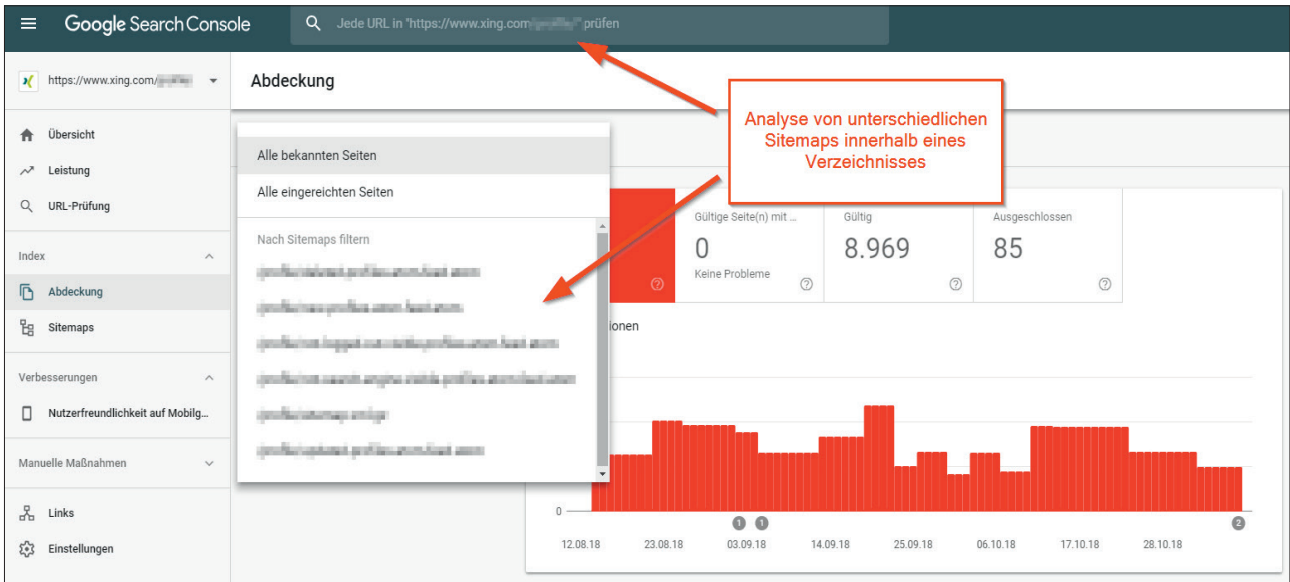 Google Search Console
Jede URL in "https://www.xing.com/ " prüfen
https://www.xing.com/
Abdeckung
Übersicht
Leistung
URL-Prüfung
Index
Abdeckung
Sitemaps
Verbesserungen
Nutzerfreundlichkeit auf Mobilg...
Manuelle Maßnahmen
Links
Einstellungen
Alle bekannten Seiten
Alle eingereichten Seiten
Nach Sitemaps filtern
Analyse von unterschiedlichen
Sitemaps innerhalb eines
Verzeichnisses
Gültige Seite(n) mit ...
0
Keine Probleme
Gültig
8.969
Ausgeschlossen
85
ionen
0
1 1 2
12.08.18 23.08.18 03.09.18 14.09.18 25.09.18 06.10.18 17.10.18 28.10.18